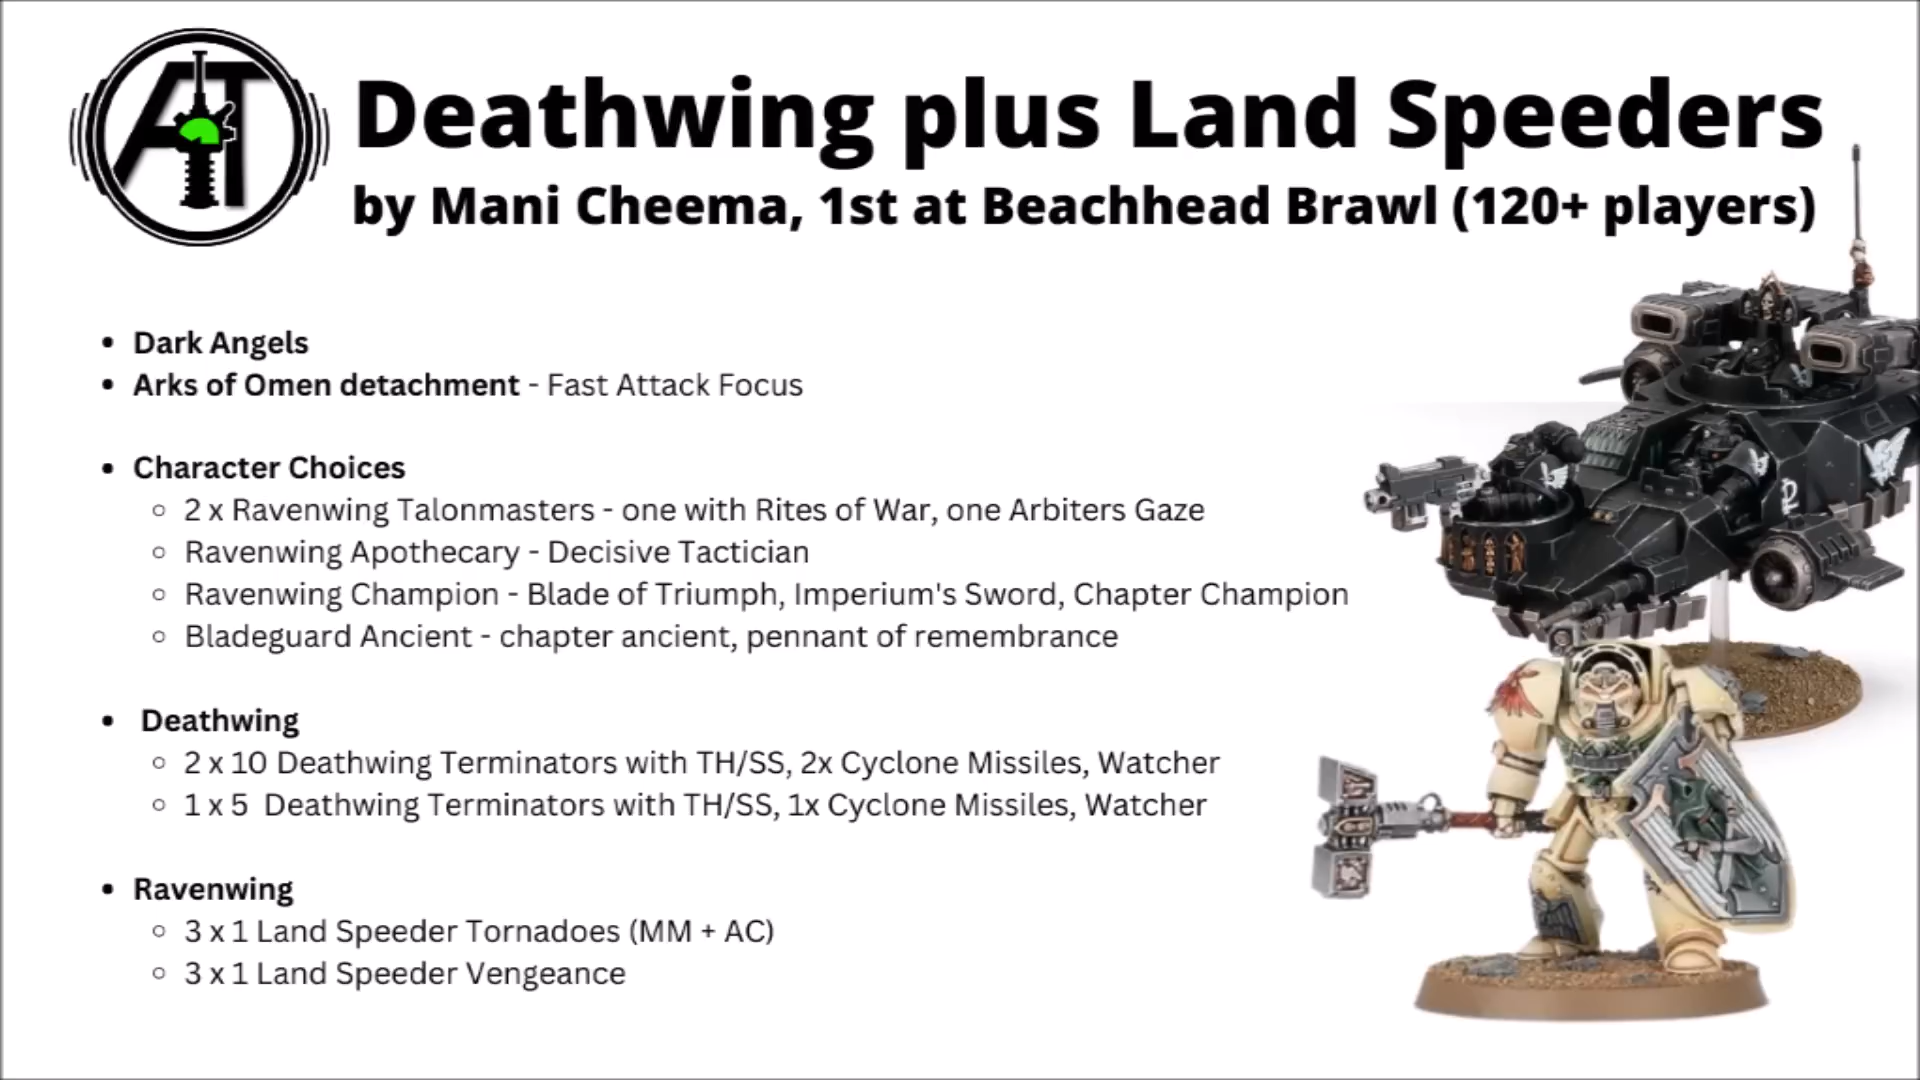 AT
Deathwing plus Land Speeders
by Mani Cheema, 1st at Beachhead Brawl (120+ players)
• Dark Angels
• Arks of Omen detachment - Fast Attack Focus
• Character Choices
◦ 2 x Ravenwing Talonmasters - one with Rites of War, one Arbiters Gaze
◦ Ravenwing Apothecary - Decisive Tactician
◦ Ravenwing Champion - Blade of Triumph, Imperium's Sword, Chapter Champion
◦ Bladeguard Ancient - chapter ancient, pennant of remembrance
• Deathwing
◦ 2 x 10 Deathwing Terminators with TH/SS, 2x Cyclone Missiles, Watcher
◦ 1 x 5 Deathwing Terminators with TH/SS, 1x Cyclone Missiles, Watcher
• Ravenwing
◦ 3 x 1 Land Speeder Tornadoes (MM + AC)
◦ 3 x 1 Land Speeder Vengeance